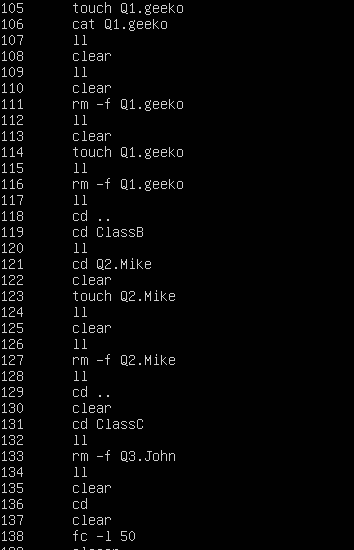 105 touch Q1.geeko
106 cat Q1.geeko
107 ll
108 clear
109 ll
110 clear
111 rm -f Q1.geeko
112 ll
113 clear
114 touch Q1.geeko
115 ll
116 rm -f Q1.geeko
117 ll
118 cd ..
119 cd ClassB
120 ll
121 cd Q2.Mike
122 clear
123 touch Q2.Mike
124 ll
125 clear
126 ll
127 rm -f Q2.Mike
128 ll
129 cd ..
130 clear
131 cd ClassC
132 ll
133 rm -f Q3.John
134 ll
135 clear
136 cd
137 clear
138 fc -l 50